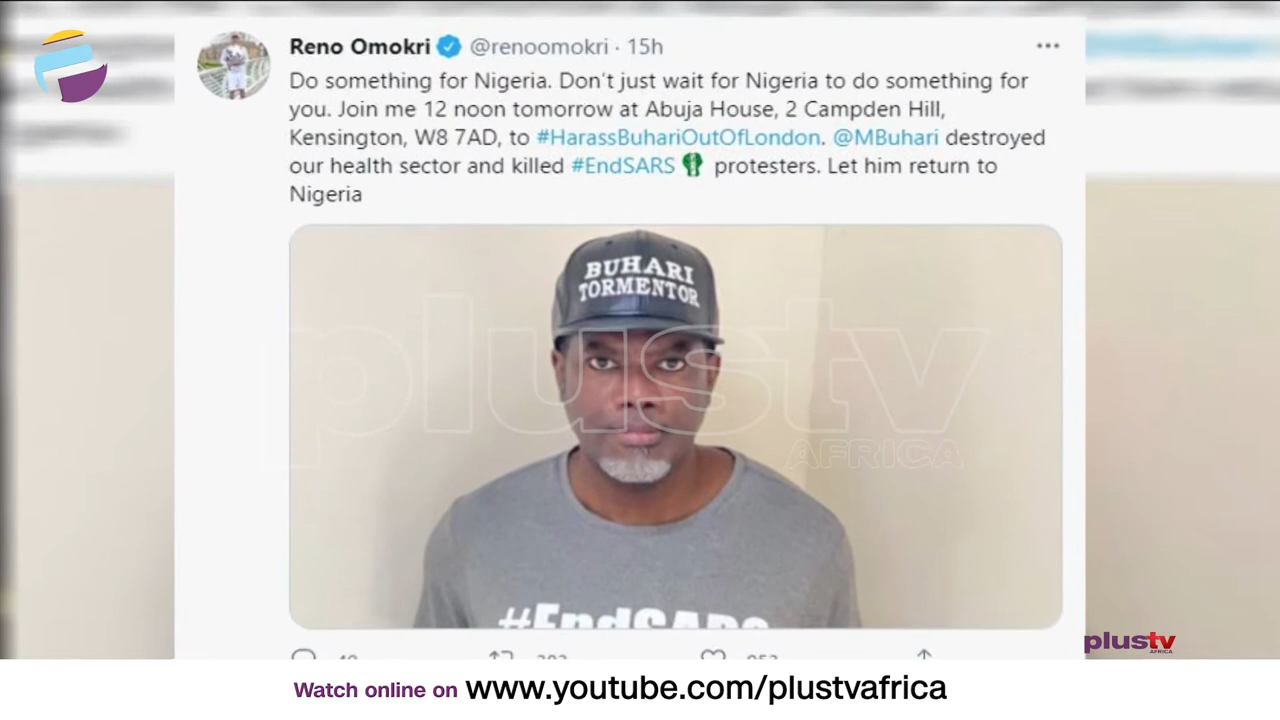 Reno Omokri @renoomokri · 15h
Do something for Nigeria. Don't just wait for Nigeria to do something for
you. Join me 12 noon tomorrow at Abuja House, 2 Campden Hill,
Kensington, W8 7AD, to #HarassBuhariOutOfLondon. @MBuhari destroyed
our health sector and killed #EndSARS protesters. Let him return to
Nigeria
BUHARI
TORMENTOR
plustv
AFRICA
#EndSARS
plustv
AFRICA
Watch online on www.youtube.com/plustvafrica